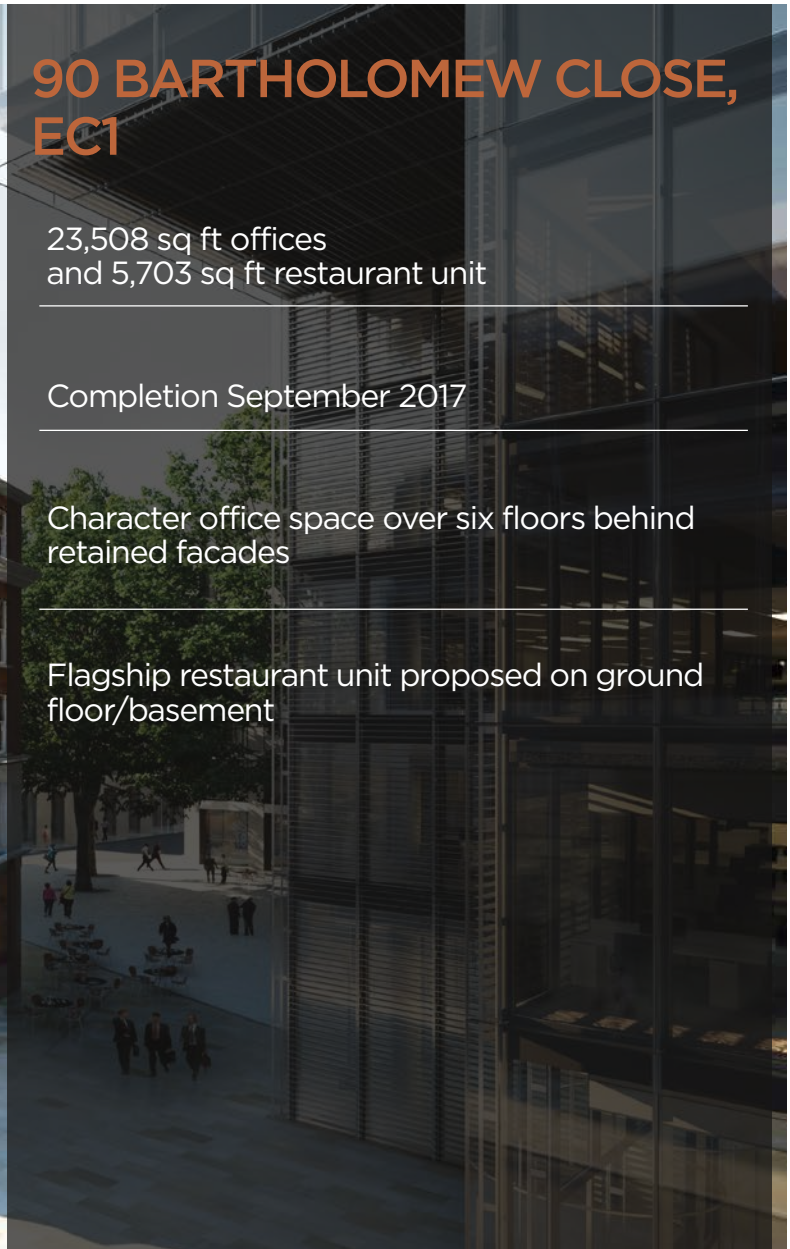 90 BARTHOLOMEW CLOSE,
EC1
23,508 sq ft offices
and 5,703 sq ft restaurant unit
Completion September 2017
Character office space over six floors behind
retained facades
Flagship restaurant unit proposed on ground
floor/basement